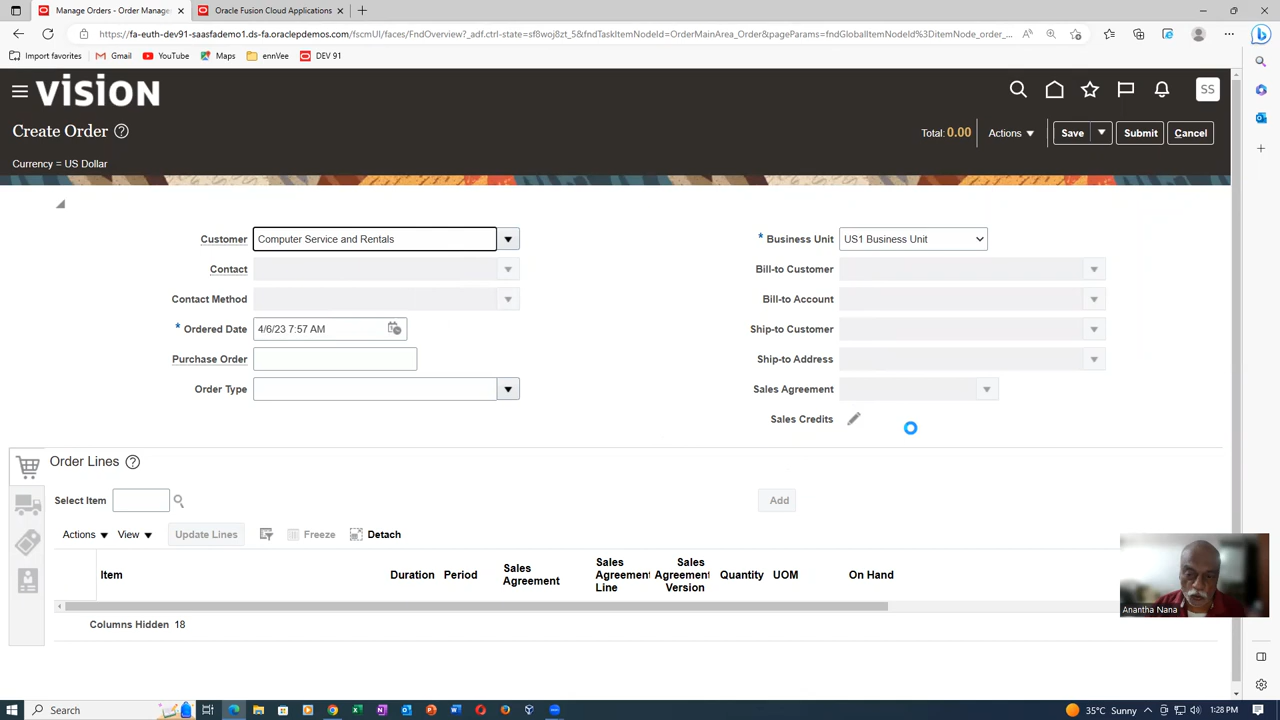 Manage Orders - Order Manage
Oracle Fusion Cloud Applications
https://fa-euth-dev91-saasfademo1.ds-fa.oraclepdemos.com/fscmUI/faces/FndOverview?_adf.ctrl-state=sf8woj8zt_5&fndTaskItemNodeId=OrderMainArea_Order&pageParams=fndGlobalItemNodeId%3DitemNode_order_...
Import favorites
Gmail
YouTube
Maps
ennVee
DEV 91
VISION
SS
Create Order
Total: 0.00
Actions
Save
Submit
Cancel
Currency = US Dollar
Customer
Computer Service and Rentals
Business Unit
US1 Business Unit
Contact
Bill-to Customer
Contact Method
Bill-to Account
* Ordered Date
4/6/23 7:57 AM
Ship-to Customer
Purchase Order
Ship-to Address
Order Type
Sales Agreement
Sales Credits
Order Lines
Select Item
Add
Actions
View
Update Lines
Freeze
Detach
Item
Duration
Period
Sales Agreement
Sales Agreement Line
Sales Agreement Version
Quantity
UOM
On Hand
Columns Hidden 18
Anantha Nana
Search
35°C Sunny
1:28 PM